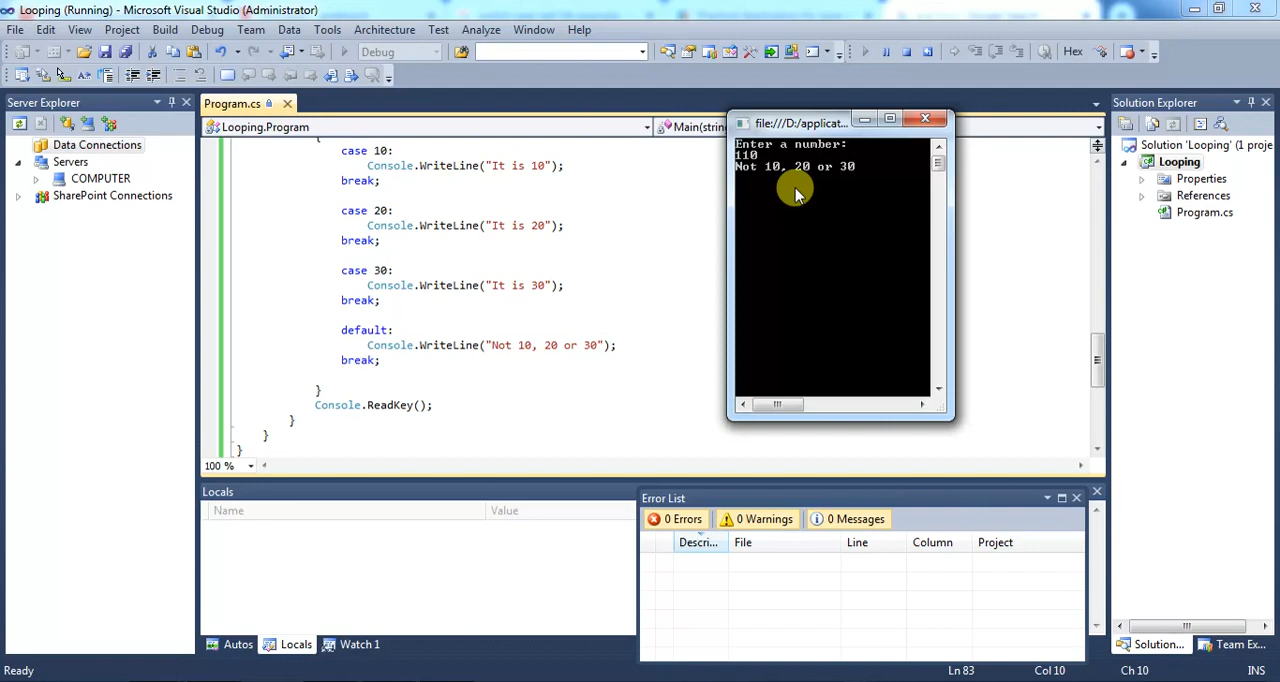 Looping (Running) - Microsoft Visual Studio (Administrator)
File Edit View Project Build Debug Team Data Tools Architecture Test Analyze Window Help
Debug
Hex
Server Explorer
Data Connections
Servers
COMPUTER
SharePoint Connections
Program.cs
Looping.Program
Main(string
case 10:
Console.WriteLine("It is 10");
break;
case 20:
Console.WriteLine("It is 20");
break;
case 30:
Console.WriteLine("It is 30");
break;
default:
Console.WriteLine("Not 10, 20 or 30");
break;
}
Console.ReadKey();
}
}
}
100 %
file:///D:/applicat...
Enter a number:
110
Not 10, 20 or 30
Solution Explorer
Solution 'Looping' (1 proje
Looping
Properties
References
Program.cs
Locals
Name Value
Autos Locals Watch 1
Error List
0 Errors 0 Warnings 0 Messages
Descri... File Line Column Project
Solution... Team Ex...
Ready Ln 83 Col 10 Ch 10 INS